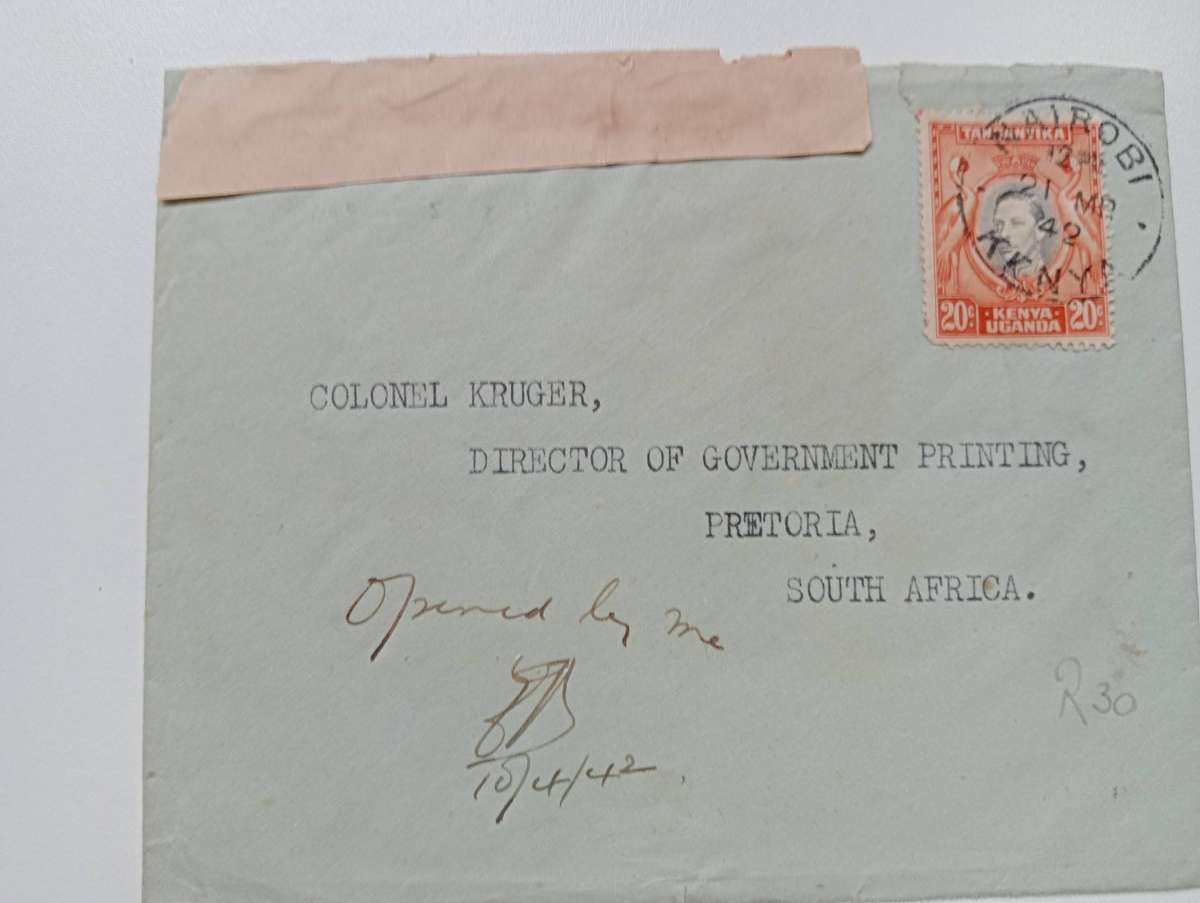 TANGANYIKA
20ᶜ KENYA UGANDA 20ᶜ
NAIROBI
21 MR
42
KENYA
COLONEL KRUGER,
DIRECTOR OF GOVERNMENT PRINTING,
PRETORIA,
SOUTH AFRICA.
Opened by me
10/4/42
R30